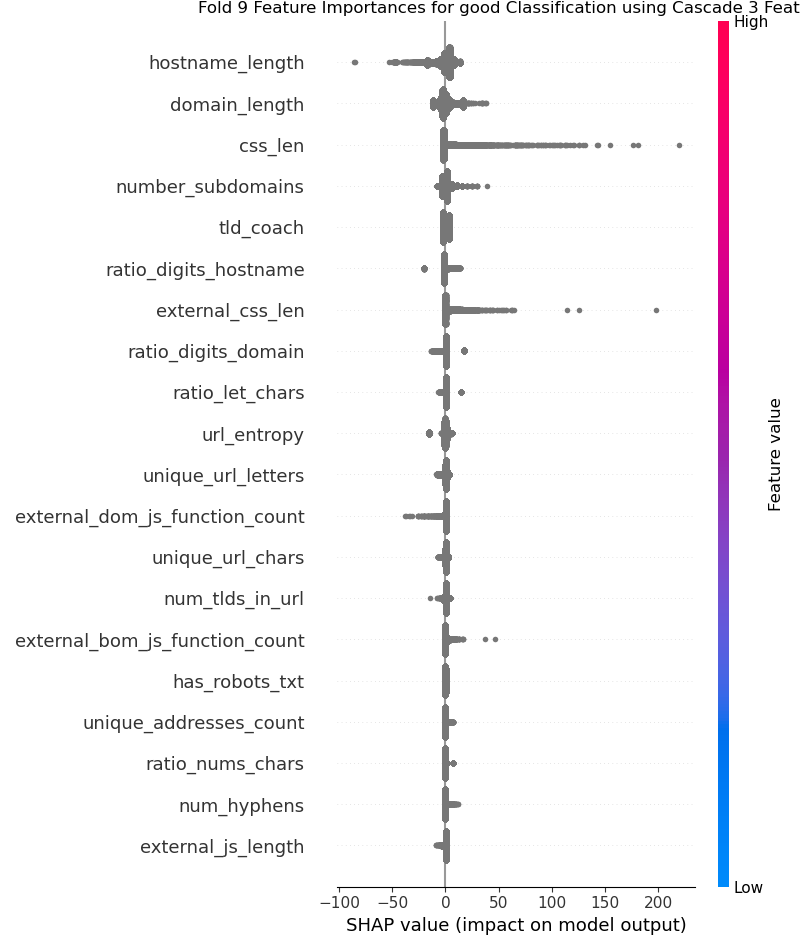 Fold 9 Feature Importances for good Classification using Cascade 3 Feat
High
hostname_length
domain_length
css_len
number_subdomains
tld_coach
ratio_digits_hostname
external_css_len
ratio_digits_domain
ratio_let_chars
url_entropy
unique_url_letters
external_dom_js_function_count
unique_url_chars
num_tlds_in_url
external_bom_js_function_count
has_robots_txt
unique_addresses_count
ratio_nums_chars
num_hyphens
external_js_length
Feature value
Low
−100 −50 0 50 100 150 200
SHAP value (impact on model output)